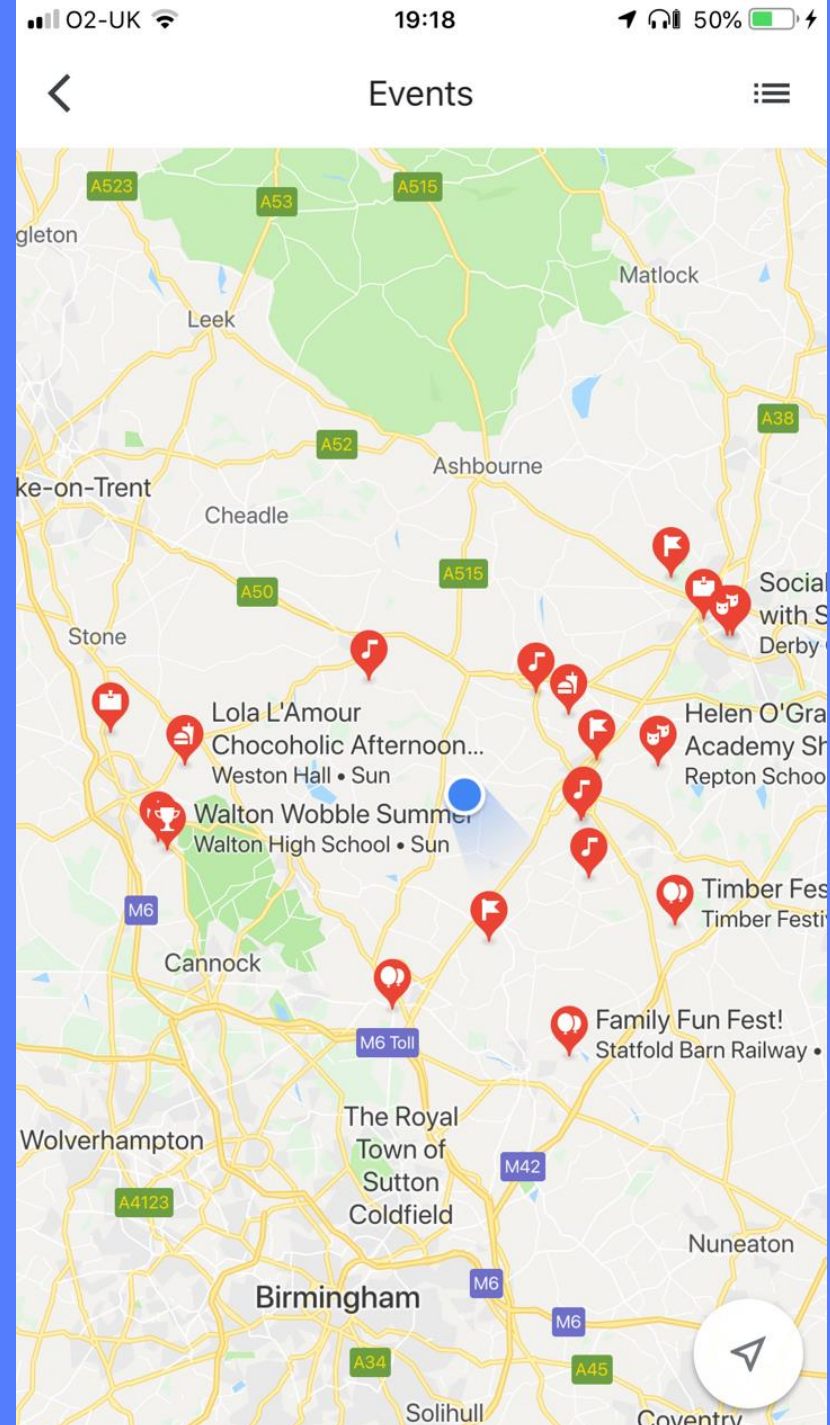 O2-UK 19:18 50%
Events
A523
A53
A515
gleton
Matlock
Leek
A38
A52
Ashbourne
ke-on-Trent
Cheadle
A515
A50
Social
with S
Derby
Stone
Lola L'Amour
Chocoholic Afternoon...
Weston Hall • Sun
Helen O'Gra
Academy Sh
Repton Schoo
Walton Wobble Summer
Walton High School • Sun
Timber Fes
Timber Festi
M6
Cannock
Family Fun Fest!
Statfold Barn Railway •
M6 Toll
The Royal
Town of
Sutton
Coldfield
Wolverhampton
M42
A4123
Nuneaton
M6
Birmingham
M6
A34
A45
Solihull
Coventry